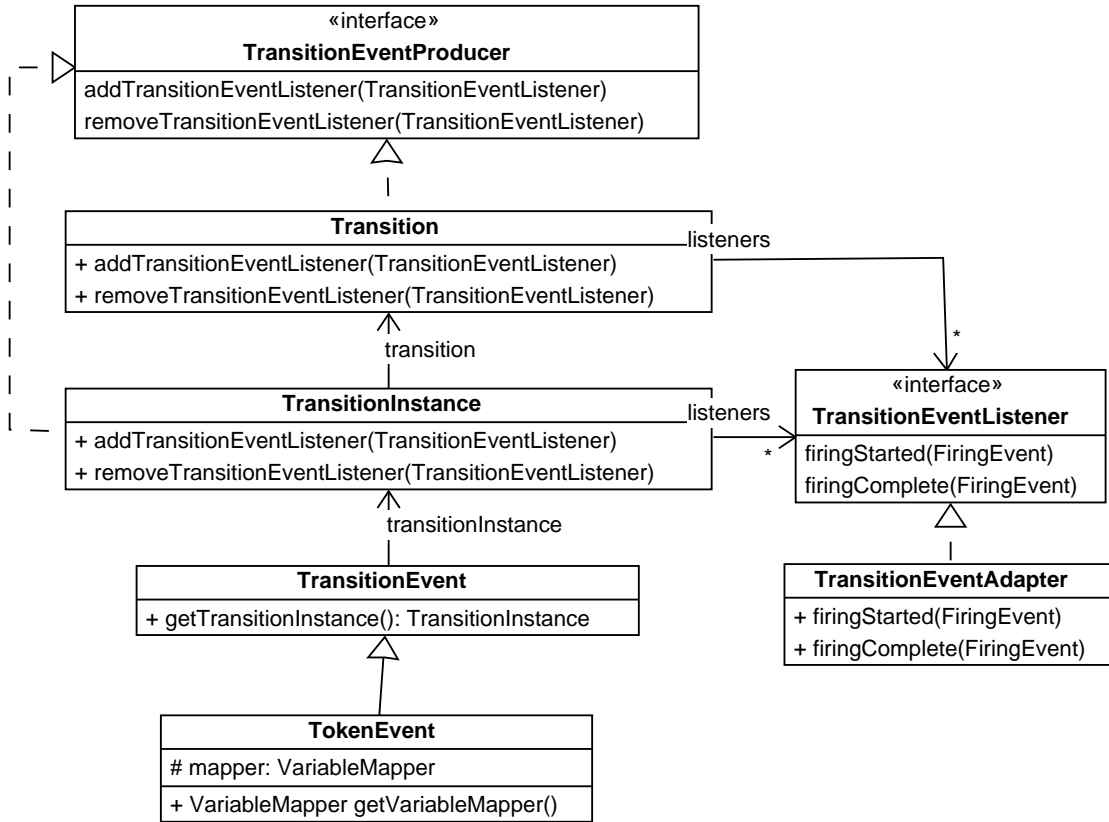 «interface»
TransitionEventProducer
addTransitionEventListener(TransitionEventListener)
removeTransitionEventListener(TransitionEventListener)
Transition
+ addTransitionEventListener(TransitionEventListener)
+ removeTransitionEventListener(TransitionEventListener)
listeners
*
transition
TransitionInstance
+ addTransitionEventListener(TransitionEventListener)
+ removeTransitionEventListener(TransitionEventListener)
listeners
*
«interface»
TransitionEventListener
firingStarted(FiringEvent)
firingComplete(FiringEvent)
transitionInstance
TransitionEvent
+ getTransitionInstance(): TransitionInstance
TransitionEventAdapter
+ firingStarted(FiringEvent)
+ firingComplete(FiringEvent)
TokenEvent
# mapper: VariableMapper
+ VariableMapper getVariableMapper()